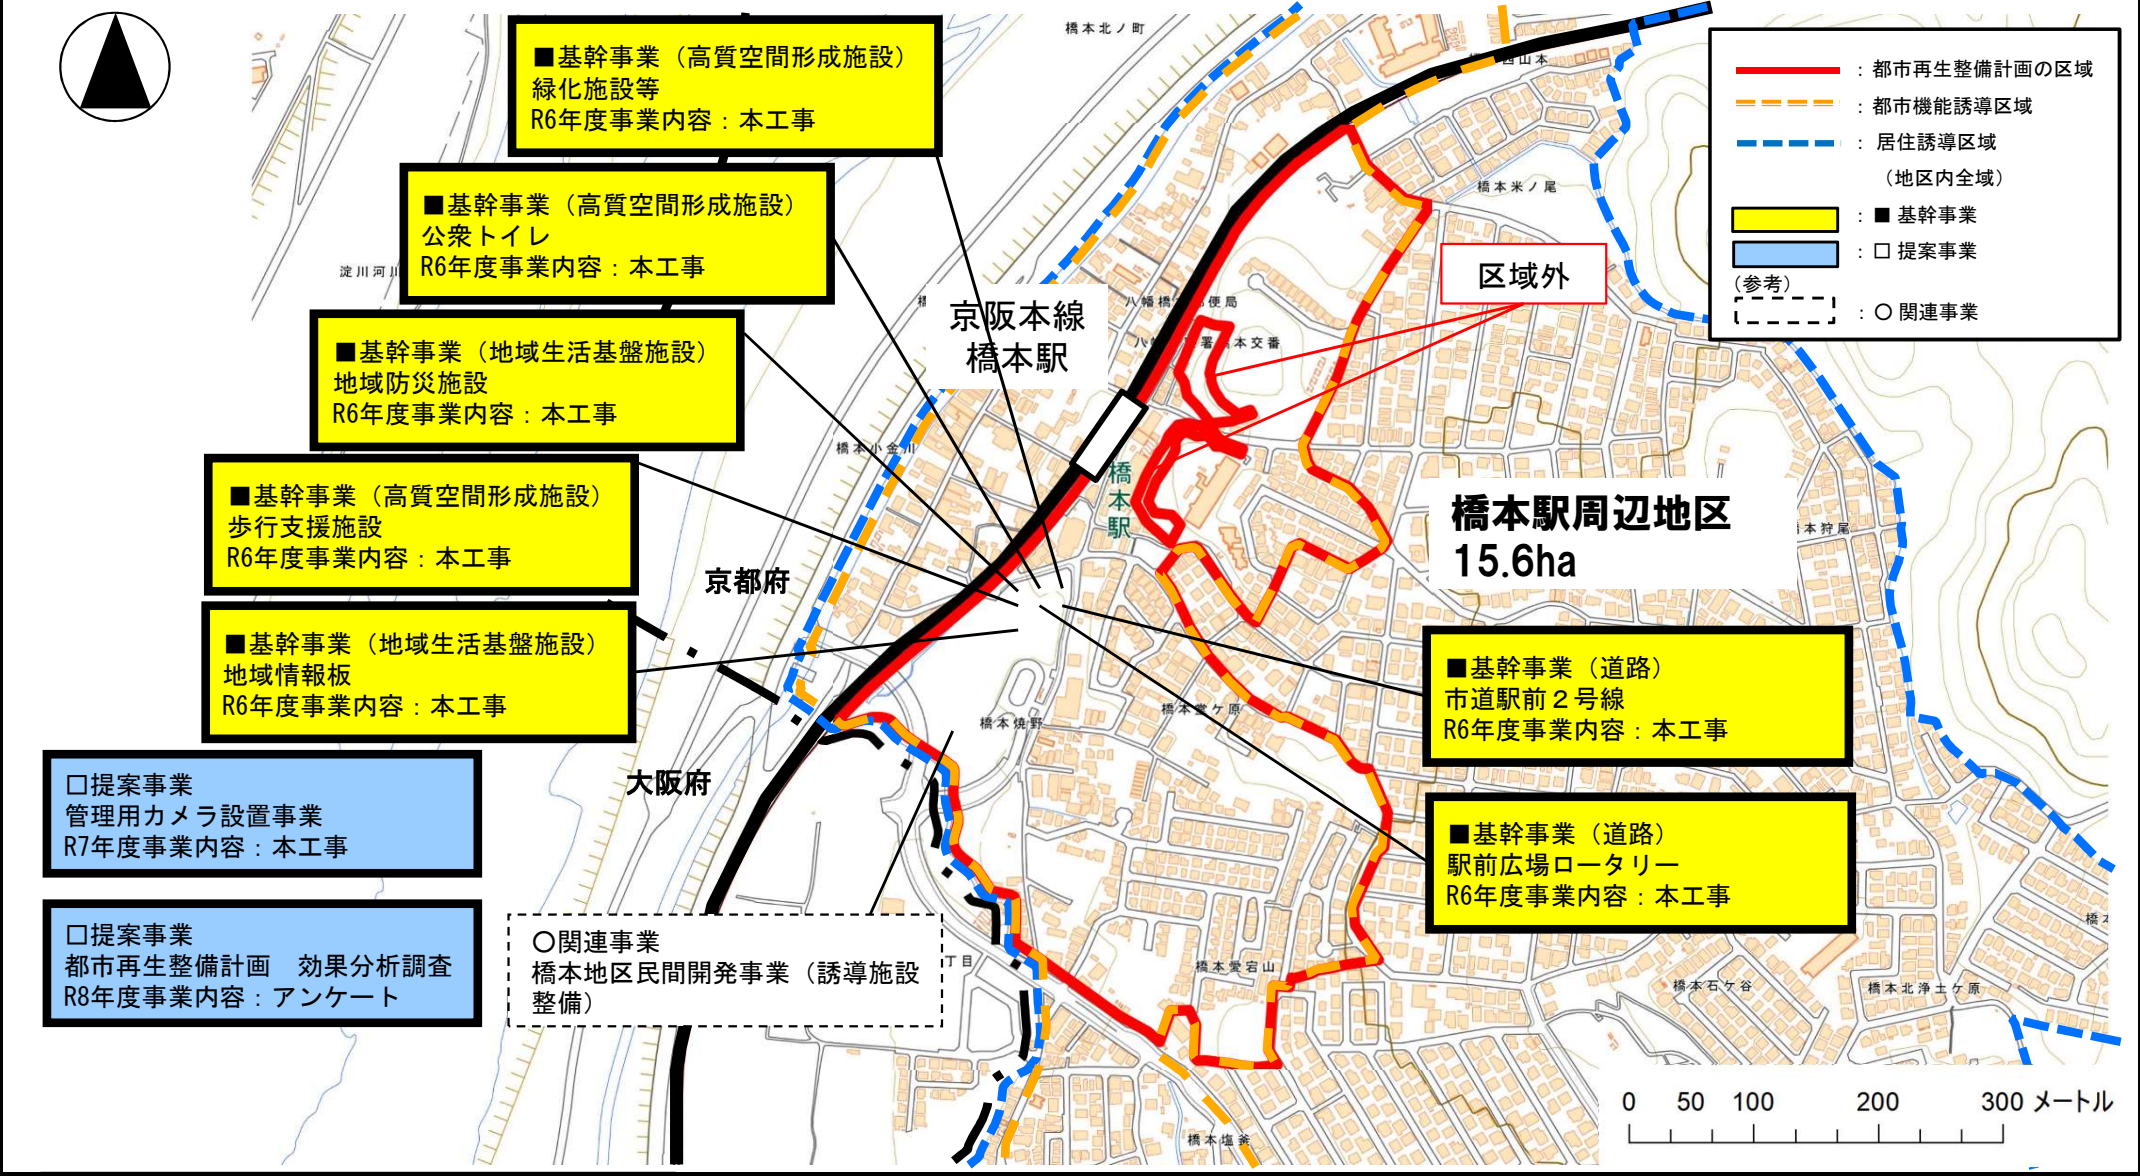 ■基幹事業（高質空間形成施設）
緑化施設等
R6年度事業内容：本工事
■基幹事業（高質空間形成施設）
公衆トイレ
R6年度事業内容：本工事
■基幹事業（地域生活基盤施設）
地域防災施設
R6年度事業内容：本工事
■基幹事業（高質空間形成施設）
歩行支援施設
R6年度事業内容：本工事
■基幹事業（地域生活基盤施設）
地域情報板
R6年度事業内容：本工事
□提案事業
管理用カメラ設置事業
R7年度事業内容：本工事
□提案事業
都市再生整備計画　効果分析調査
R8年度事業内容：アンケート
○関連事業
橋本地区民間開発事業（誘導施設
整備）
：都市再生整備計画の区域
：都市機能誘導区域
：居住誘導区域
（地区内全域）
：■ 基幹事業
：□ 提案事業
（参考）
：○ 関連事業
区域外
京阪本線
橋本駅
橋本駅
橋本駅周辺地区
15.6ha
■基幹事業（道路）
市道駅前２号線
R6年度事業内容：本工事
■基幹事業（道路）
駅前広場ロータリー
R6年度事業内容：本工事
京都府
大阪府
橋本北ノ町
橋本米ノ尾
淀川河川
橋本小金川
橋本狩尾
橋本焼野
橋本堂ケ原
橋本愛宕山
橋本石ケ谷
橋本北浄土ケ原
橋本塩釜
丁目
0 50 100 200 300 メートル